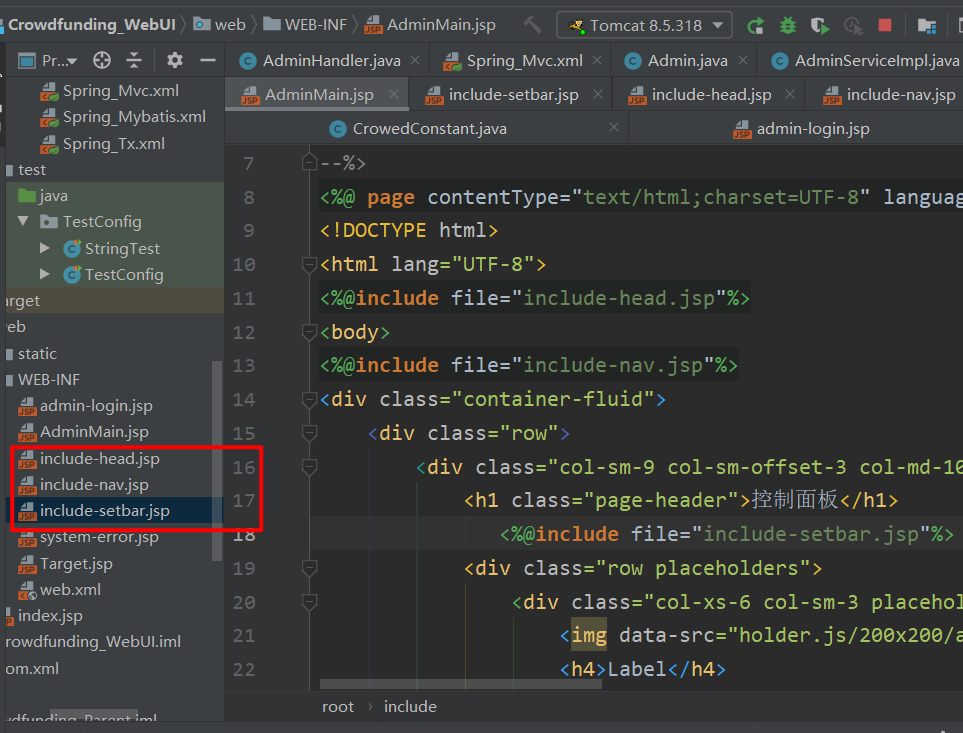 Crowdfunding_WebUI web WEB-INF AdminMain.jsp Tomcat 8.5.318
Pr... AdminHandler.java Spring_Mvc.xml Admin.java AdminServiceImpl.java
AdminMain.jsp include-setbar.jsp include-head.jsp include-nav.jsp
CrowedConstant.java admin-login.jsp
Spring_Mvc.xml
Spring_Mybatis.xml
Spring_Tx.xml
test
java
TestConfig
StringTest
TestConfig
arget
eb
static
WEB-INF
admin-login.jsp
AdminMain.jsp
include-head.jsp
include-nav.jsp
include-setbar.jsp
system-error.jsp
Target.jsp
web.xml
index.jsp
rowdfunding_WebUI.iml
om.xml
wdfunding_Parent.iml
7 --%>
8 <%@ page contentType="text/html;charset=UTF-8" languag
9 <!DOCTYPE html>
10 <html lang="UTF-8">
11 <%@include file="include-head.jsp"%>
12 <body>
13 <%@include file="include-nav.jsp"%>
14 <div class="container-fluid">
15 <div class="row">
16 <div class="col-sm-9 col-sm-offset-3 col-md-10
17 <h1 class="page-header">控制面板</h1>
18 <%@include file="include-setbar.jsp"%>
19 <div class="row placeholders">
20 <div class="col-xs-6 col-sm-3 placehol
21 <img data-src="holder.js/200x200/a
22 <h4>Label</h4>
root › include